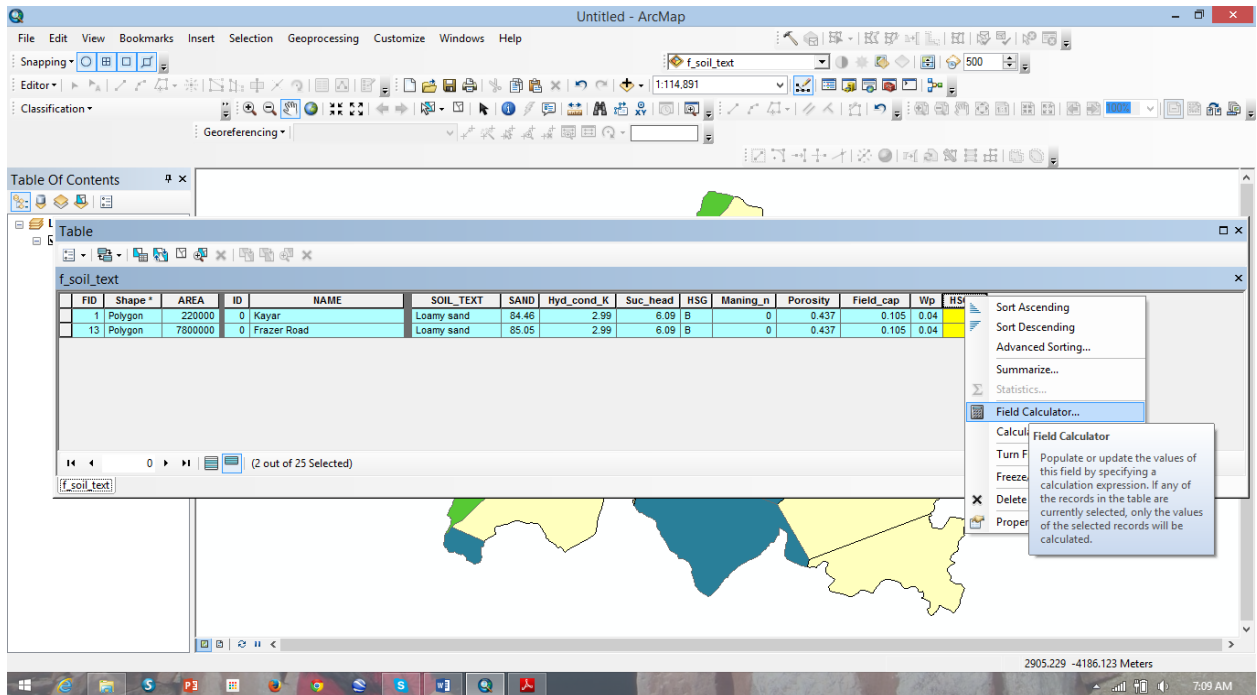 Untitled - ArcMap
File Edit View Bookmarks Insert Selection Geoprocessing Customize Windows Help
Snapping
f_soil_text
500
Editor
1:114,891
Classification
100%
Georeferencing
Table Of Contents
L
Table
f_soil_text
FID Shape * AREA ID NAME SOIL_TEXT SAND Hyd_cond_K Suc_head HSG Maning_n Porosity Field_cap Wp
1 Polygon 220000 0 Kayar Loamy sand 84.46 2.99 6.09 B 0 0.437 0.105 0.04
13 Polygon 7800000 0 Frazer Road Loamy sand 85.05 2.99 6.09 B 0 0.437 0.105 0.04
Sort Ascending
Sort Descending
Advanced Sorting...
Summarize...
Statistics...
Field Calculator...
Calcul
Turn F
Freeze/
Delete
Proper
Field Calculator
Populate or update the values of
this field by specifying a
calculation expression. If any of
the records in the table are
currently selected, only the values
of the selected records will be
calculated.
0 (2 out of 25 Selected)
f_soil_text
2905.229 -4186.123 Meters
7:09 AM